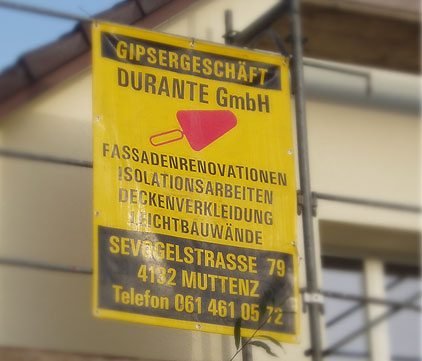 GIPSERGESCHÄFT
DURANTE GmbH
FASSADENRENOVATIONEN
ISOLATIONSARBEITEN
DECKENVERKLEIDUNG
LEICHTBAUWÄNDE
SEVOGELSTRASSE 79
4132 MUTTENZ
Telefon 061 461 05 72